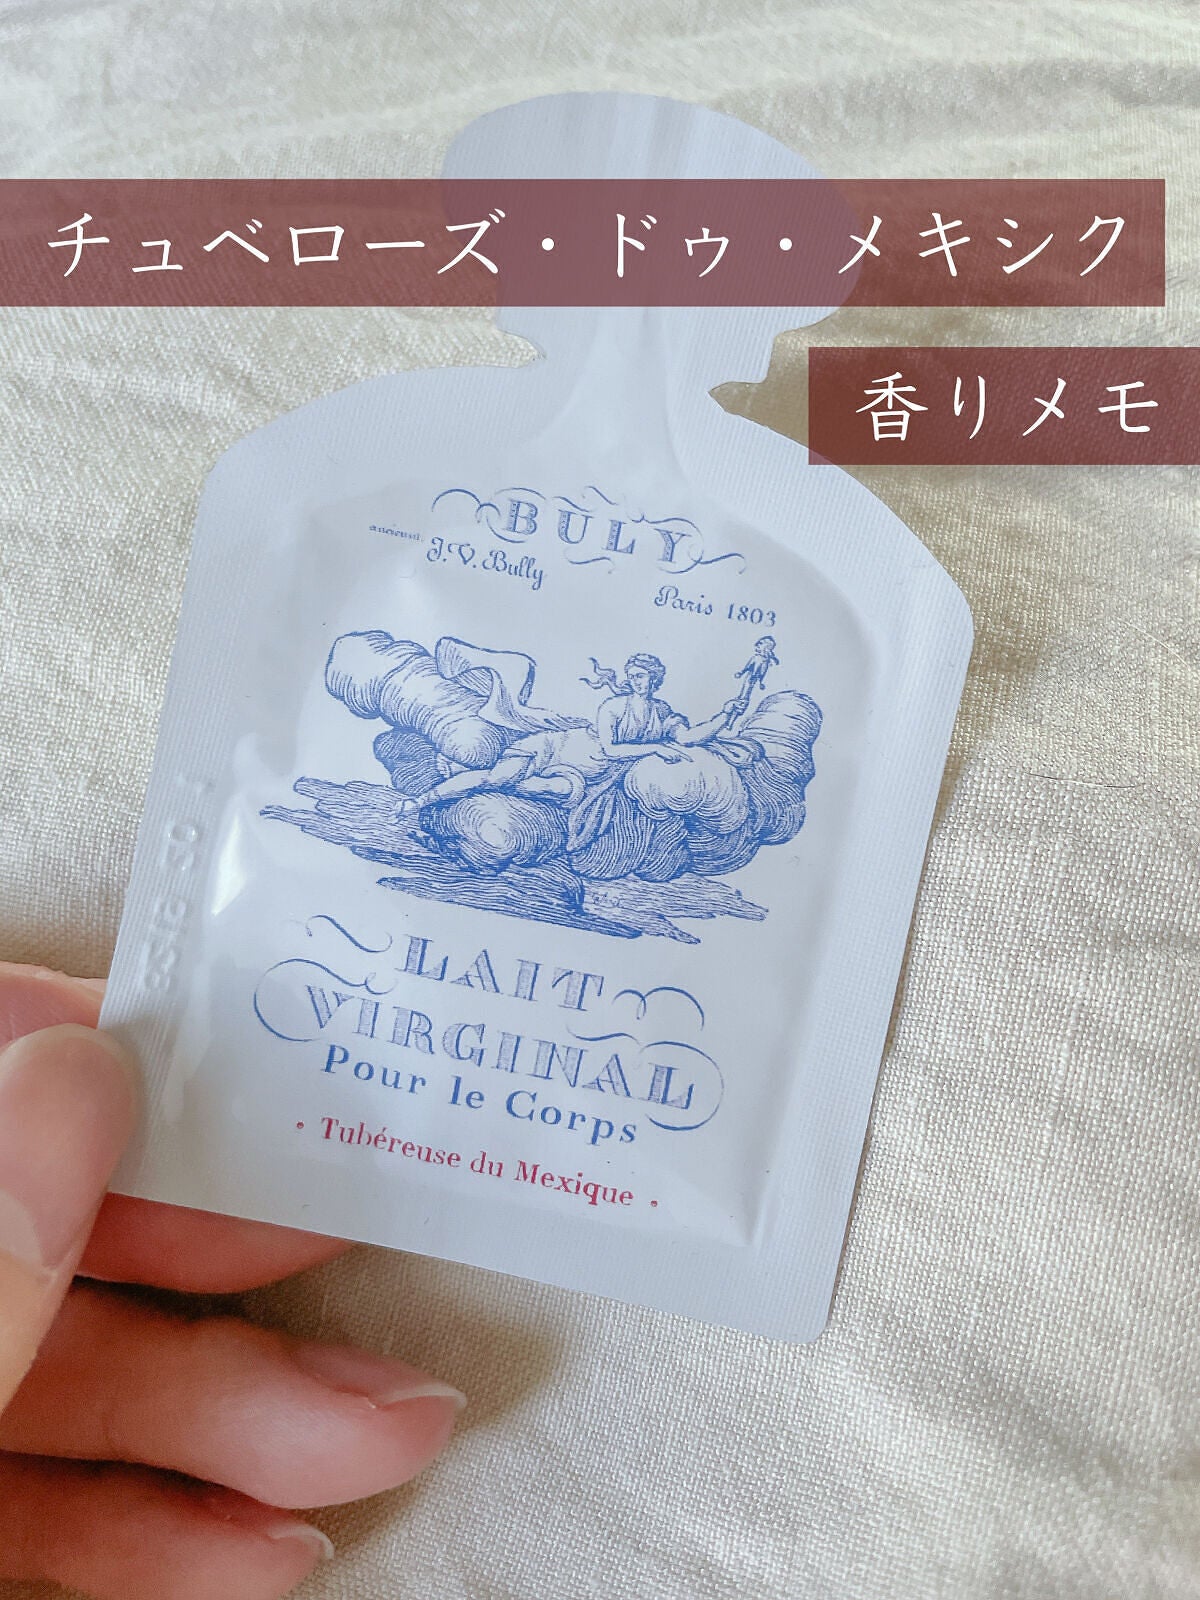 チュベローズ・ドゥ・メキシク
香りメモ
BULY
J.V. Bully
Paris 1803
LAIT
VIRGINAL
Pour le Corps
• Tubéreuse du Mexique •